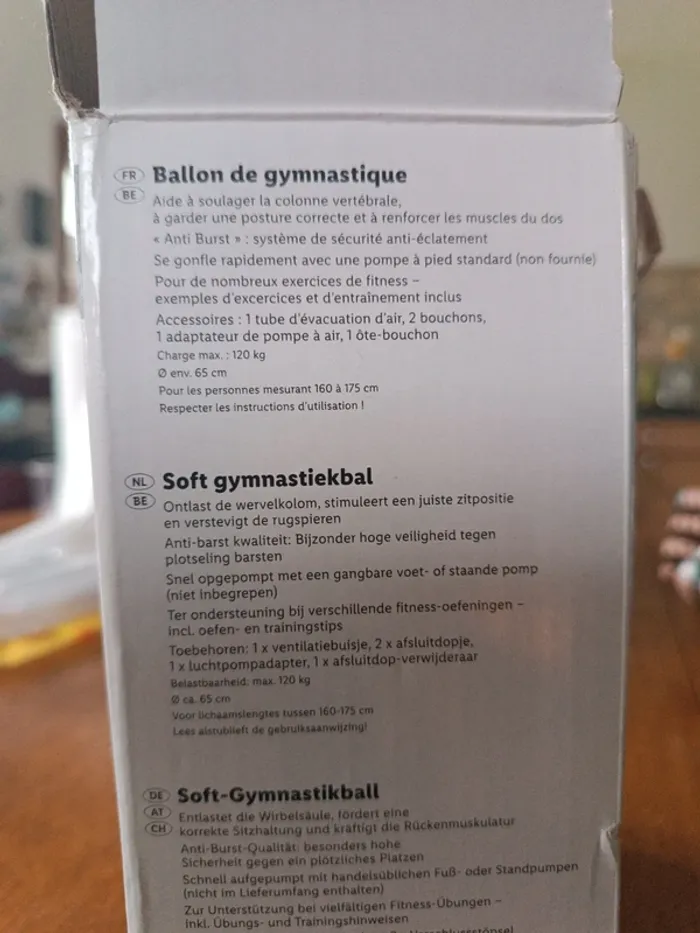 FR Ballon de gymnastique
BE Aide à soulager la colonne vertébrale,
à garder une posture correcte et à renforcer les muscles du dos
« Anti Burst » : système de sécurité anti-éclatement
Se gonfle rapidement avec une pompe à pied standard (non fournie)
Pour de nombreux exercices de fitness –
exemples d'excercices et d'entraînement inclus
Accessoires : 1 tube d'évacuation d'air, 2 bouchons,
1 adaptateur de pompe à air, 1 ôte-bouchon
Charge max. : 120 kg
Ø env. 65 cm
Pour les personnes mesurant 160 à 175 cm
Respecter les instructions d'utilisation !
NL Soft gymnastiekbal
BE Ontlast de wervelkolom, stimuleert een juiste zitpositie
en verstevigt de rugspieren
Anti-barst kwaliteit: Bijzonder hoge veiligheid tegen
plotseling barsten
Snel opgepompt met een gangbare voet- of staande pomp
(niet inbegrepen)
Ter ondersteuning bij verschillende fitness-oefeningen –
incl. oefen- en trainingstips
Toebehoren: 1 x ventilatiebuisje, 2 x afsluitdopje,
1 x luchtpompadapter, 1 x afsluitdop-verwijderaar
Belastbaarheid: max. 120 kg
Ø ca. 65 cm
Voor lichaamslengtes tussen 160-175 cm
Lees alstublieft de gebruiksaanwijzing!
DE Soft-Gymnastikball
AT Entlastet die Wirbelsäule, fördert eine
CH korrekte Sitzhaltung und kräftigt die Rückenmuskulatur
Anti-Burst-Qualität: besonders hohe
Sicherheit gegen ein plötzliches Platzen
Schnell aufgepumpt mit handelsüblichen Fuß- oder Standpumpen
(nicht im Lieferumfang enthalten)
Zur Unterstützung bei vielfältigen Fitness-Übungen –
inkl. Übungs- und Trainingshinweisen